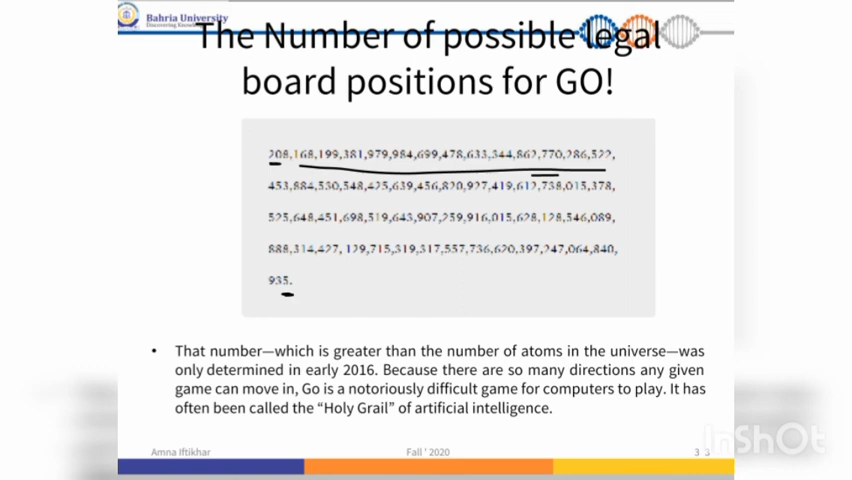 Bahria University
Discovering Knowledge
The Number of possible legal
board positions for GO!
208,168,199,381,979,984,699,478,633,344,862,770,286,522,
453,884,530,548,425,639,456,820,927,419,612,738,015,378,
525,648,451,698,519,643,907,259,916,015,628,128,546,089,
888,314,427, 129,715,319,317,557,736,620,397,247,064,840,
935.
• That number—which is greater than the number of atoms in the universe—was
only determined in early 2016. Because there are so many directions any given
game can move in, Go is a notoriously difficult game for computers to play. It has
often been called the “Holy Grail” of artificial intelligence.
Amna Iftikhar Fall ' 2020 3 3
InShOt